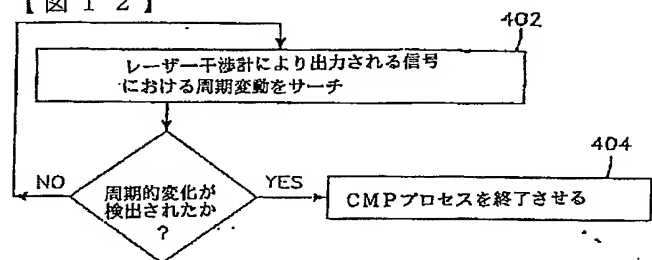 【図１２】
402
レーザー干渉計により出力される信号
における周期変動をサーチ
404
NO
周期的変化が
検出されたか
?
YES
CMPプロセスを終了させる